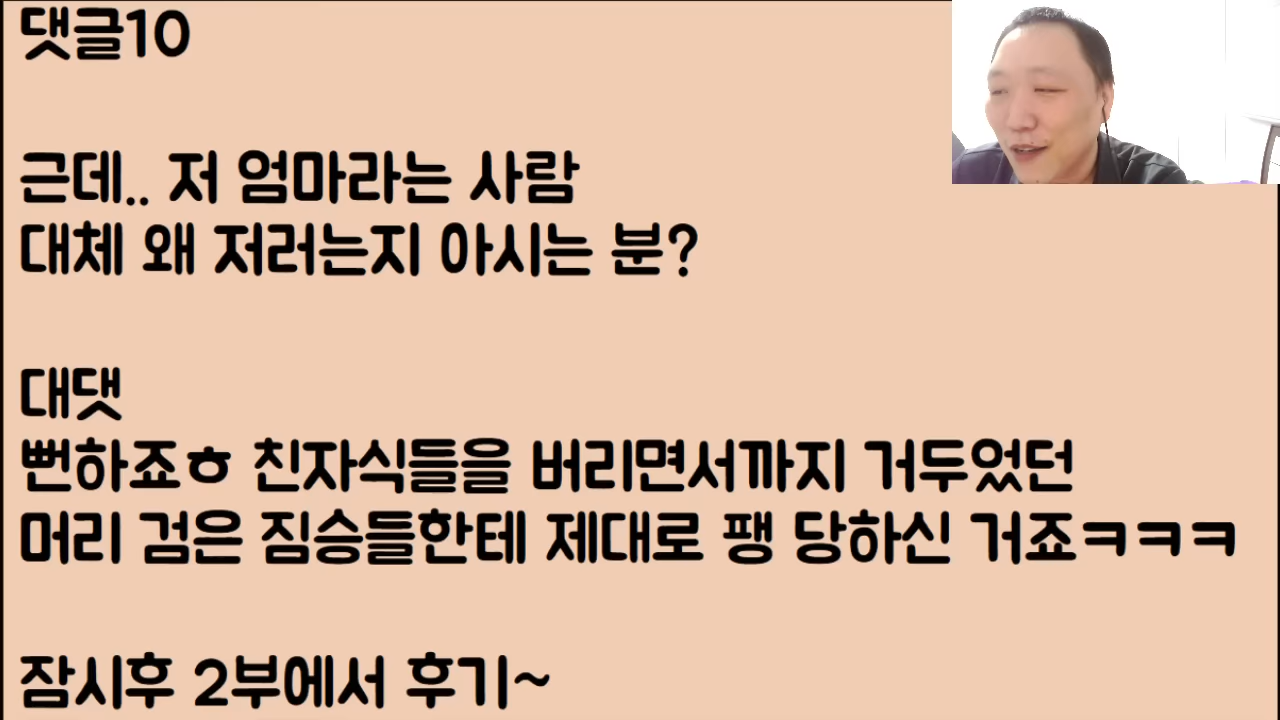 댓글10
근데.. 저 엄마라는 사람
대체 왜 저러는지 아시는 분?
대댓
뻔하죠ㅎ 친자식들을 버리면서까지 거두었던
머리 검은 짐승들한테 제대로 팽 당하신 거죠ㅋㅋㅋ
잠시후 2부에서 후기~